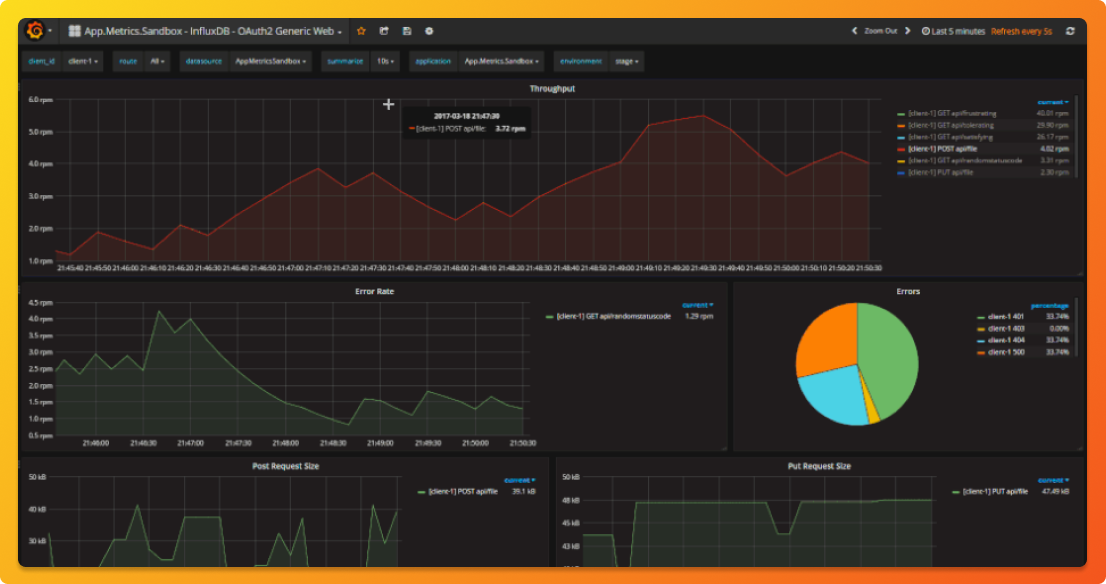 App.Metrics.Sandbox - InfluxDB - OAuth2 Generic Web
Zoom Out
Last 5 minutes
Refresh every 5s
client_id
client-1
route
All
datasource
AppMetricsSandbox
summarize
10s
application
App.Metrics.Sandbox
environment
stage
Throughput
6.0 rpm
5.0 rpm
4.0 rpm
3.0 rpm
2.0 rpm
1.0 rpm
2017-03-18 21:47:30
[client-1] POST api/file: 3.72 rpm
current
[client-1] GET api/frustrating 40.01 rpm
[client-1] GET api/tolerating 29.90 rpm
[client-1] GET api/satisfying 26.17 rpm
[client-1] POST api/file 4.02 rpm
[client-1] GET api/randomstatuscode 3.31 rpm
[client-1] PUT api/file 2.30 rpm
21:45:40 21:45:50 21:46:00 21:46:10 21:46:20 21:46:30 21:46:40 21:46:50 21:47:00 21:47:10 21:47:20 21:47:30 21:47:40 21:47:50 21:48:00 21:48:10 21:48:20 21:48:30 21:48:40 21:48:50 21:49:00 21:49:10 21:49:20 21:49:30 21:49:40 21:49:50 21:50:00 21:50:10 21:50:20 21:50:30
Error Rate
4.5 rpm
4.0 rpm
3.5 rpm
3.0 rpm
2.5 rpm
2.0 rpm
1.5 rpm
1.0 rpm
0.5 rpm
21:46:00 21:46:30 21:47:00 21:47:30 21:48:00 21:48:30 21:49:00 21:49:30 21:50:00 21:50:30
current
[client-1] GET api/randomstatuscode 1.29 rpm
Errors
percentage
client-1 401 33.74%
client-1 403 0.00%
client-1 404 33.74%
client-1 500 33.74%
Post Request Size
50 kB
40 kB
30 kB
current
[client-1] POST api/file 39.1 kB
Put Request Size
50 kB
48 kB
45 kB
43 kB
current
[client-1] PUT api/file 47.49 kB